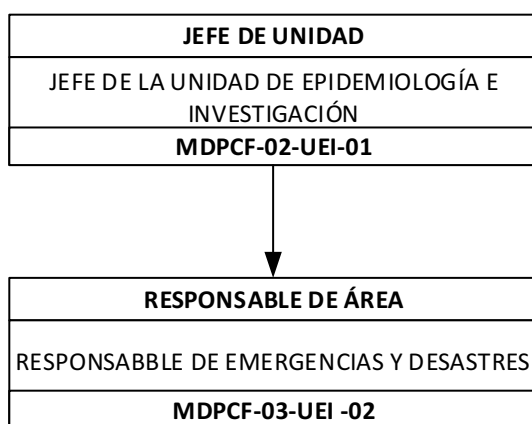 JEFE DE UNIDAD
JEFE DE LA UNIDAD DE EPIDEMIOLOGÍA E
INVESTIGACIÓN
MDPCF-02-UEI-01
RESPONSABLE DE ÁREA
RESPONSABBLE DE EMERGENCIAS Y DESASTRES
MDPCF-03-UEI -02